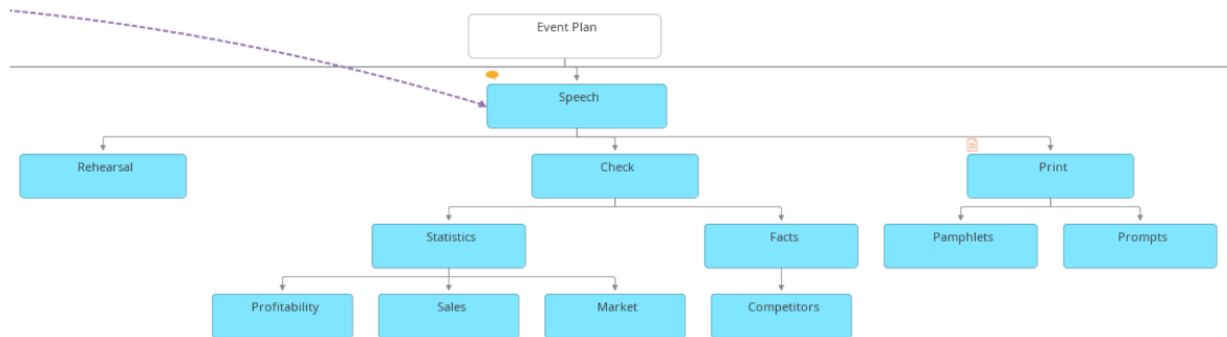 Event Plan
Speech
Rehearsal
Check
Print
Statistics
Facts
Pamphlets
Prompts
Profitability
Sales
Market
Competitors